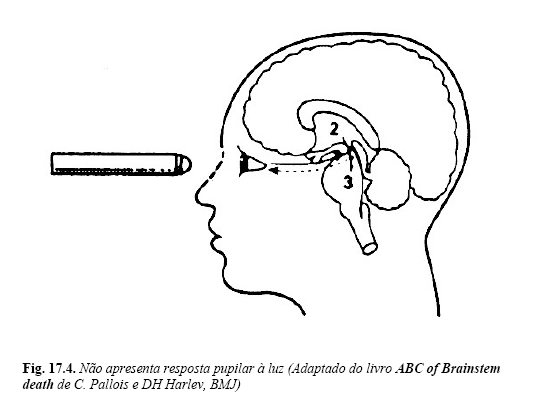 2
3
Fig. 17.4. Não apresenta resposta pupilar à luz (Adaptado do livro ABC of Brainstem
death de C. Pallois e DH Harlev, BMJ)